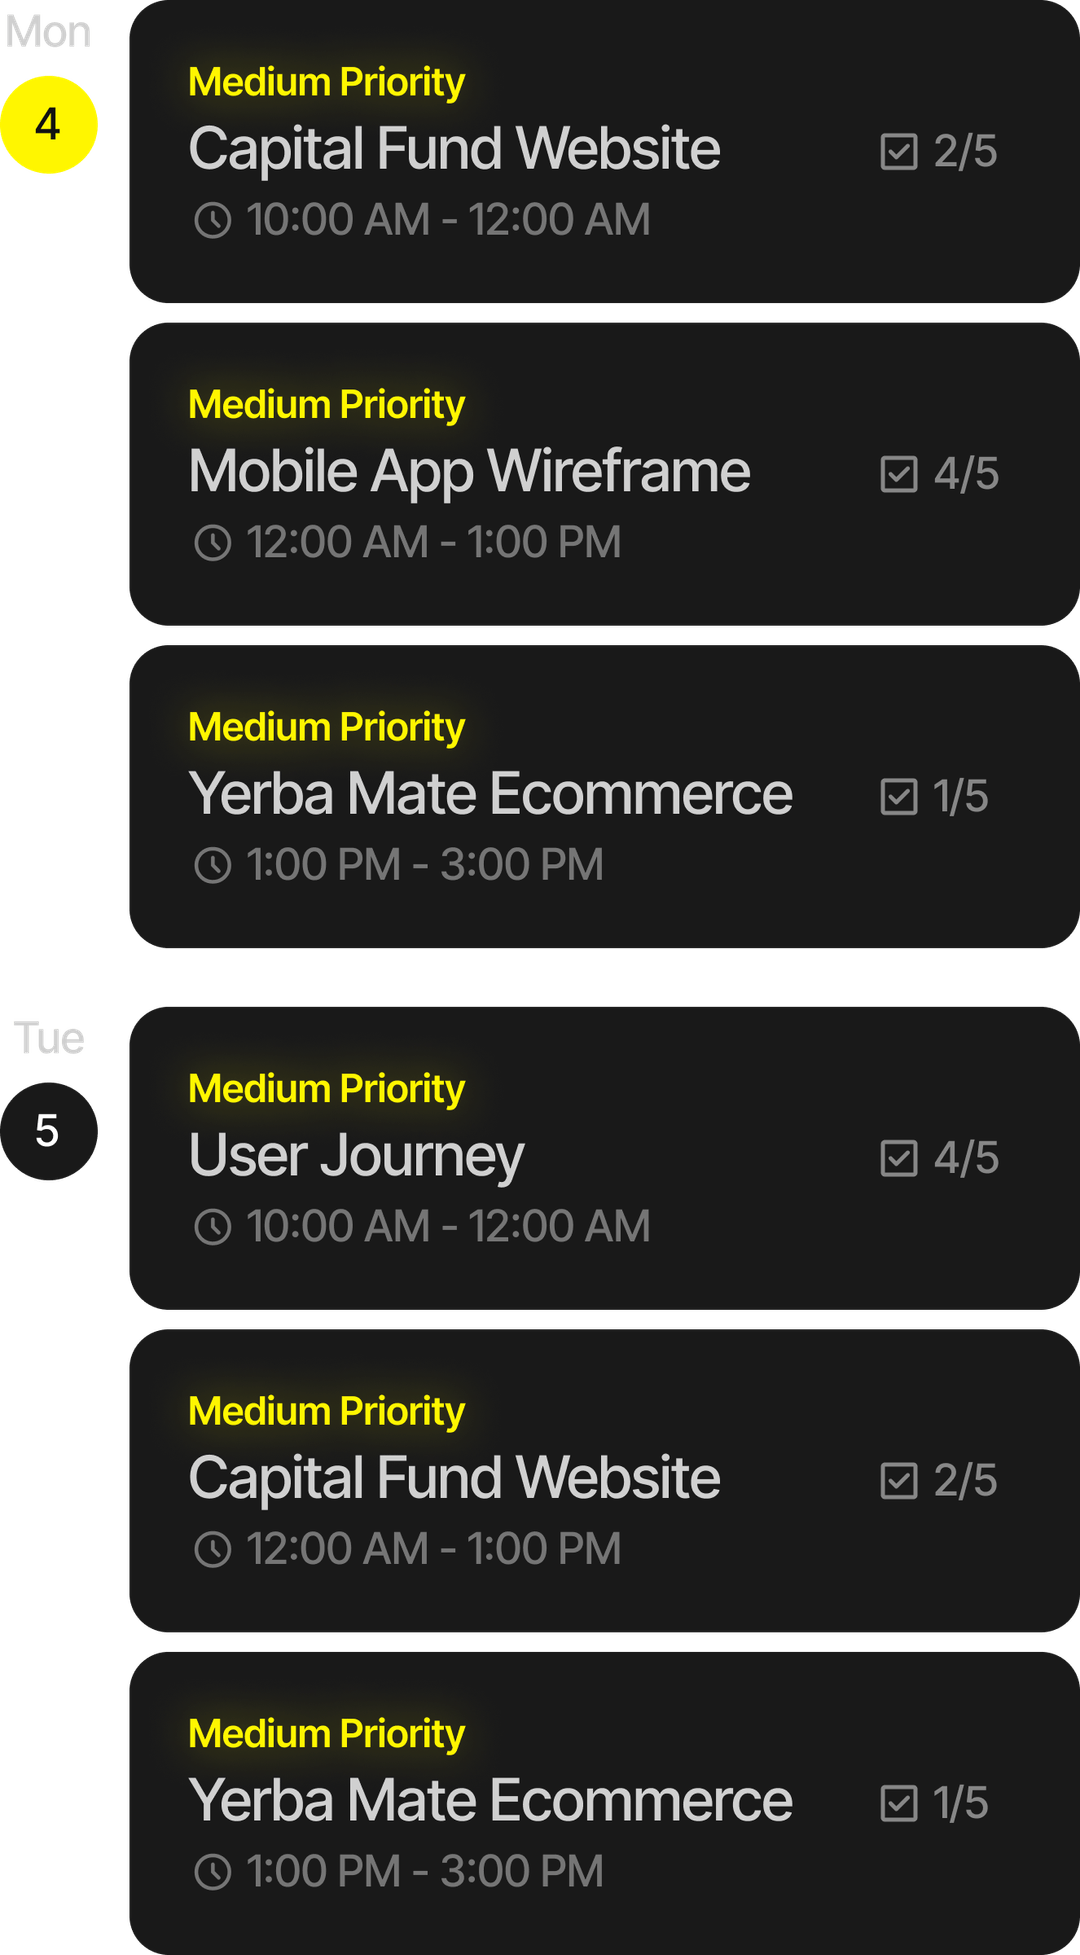 Mon
4
Medium Priority
Capital Fund Website
2/5
10:00 AM - 12:00 AM
Medium Priority
Mobile App Wireframe
4/5
12:00 AM - 1:00 PM
Medium Priority
Yerba Mate Ecommerce
1/5
1:00 PM - 3:00 PM
Tue
5
Medium Priority
User Journey
4/5
10:00 AM - 12:00 AM
Medium Priority
Capital Fund Website
2/5
12:00 AM - 1:00 PM
Medium Priority
Yerba Mate Ecommerce
1/5
1:00 PM - 3:00 PM